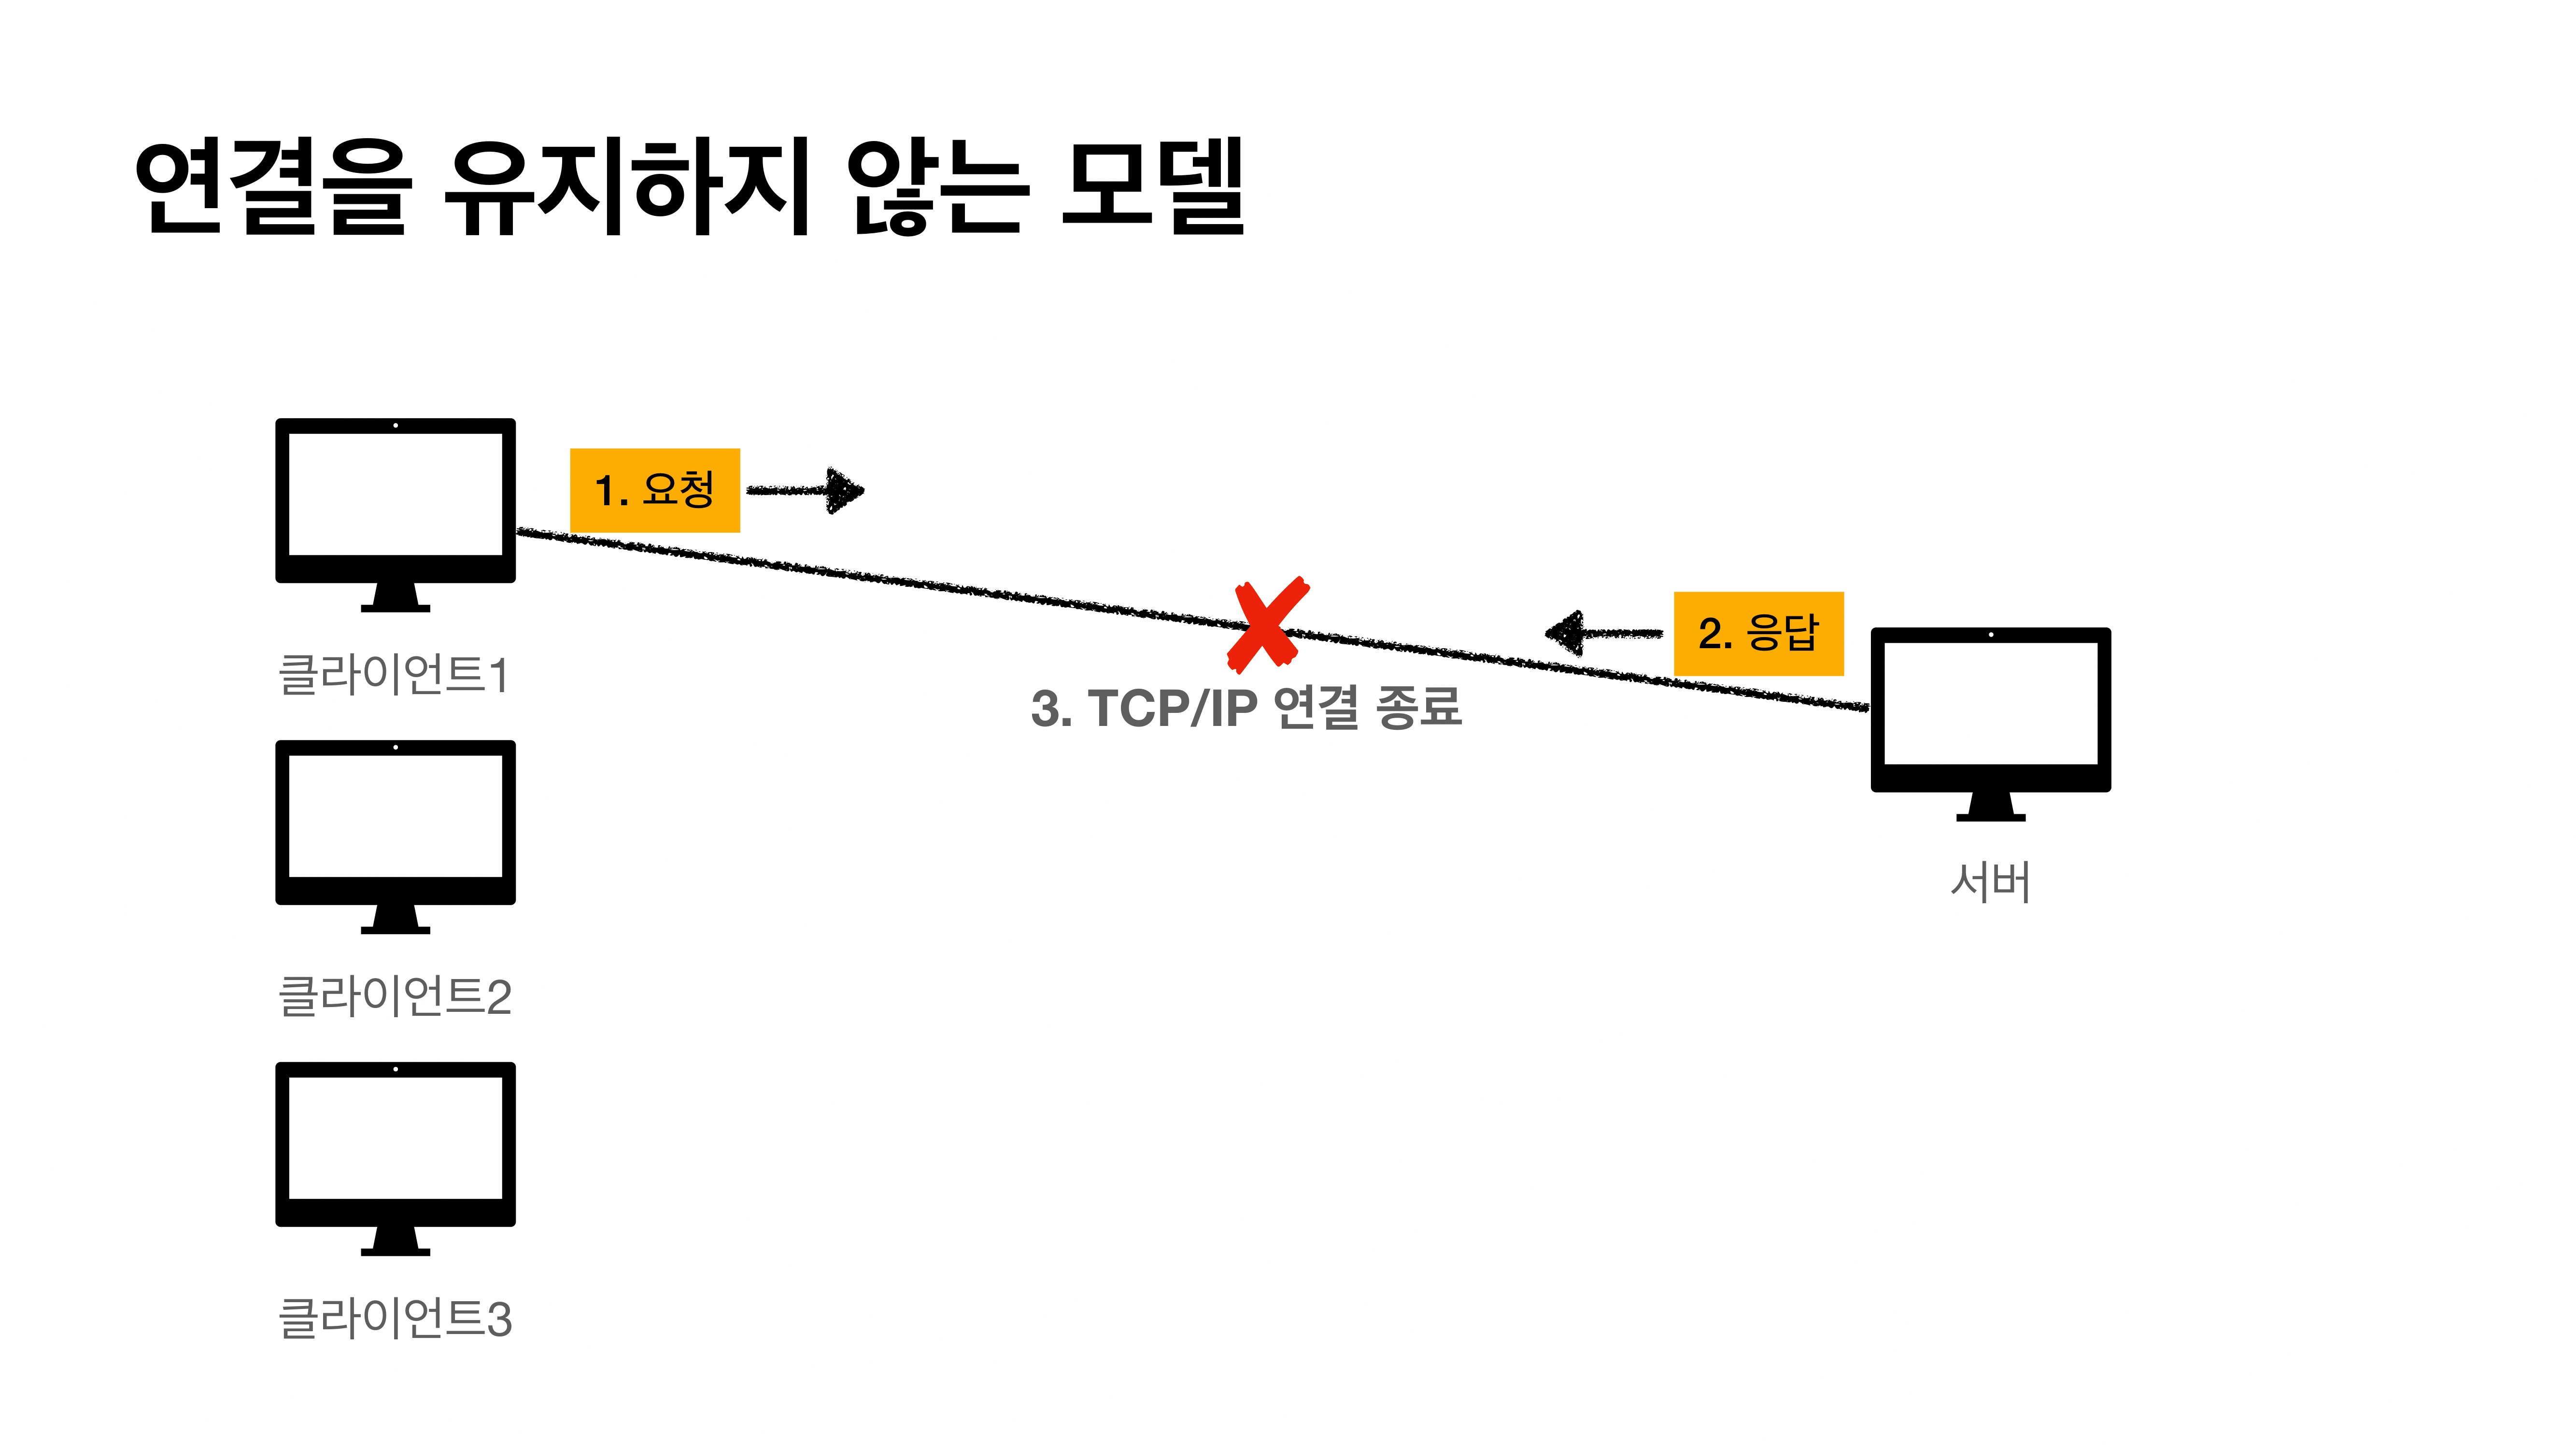 연결을 유지하지 않는 모델
1. 요청
2. 응답
3. TCP/IP 연결 종료
클라이언트1
서버
클라이언트2
클라이언트3